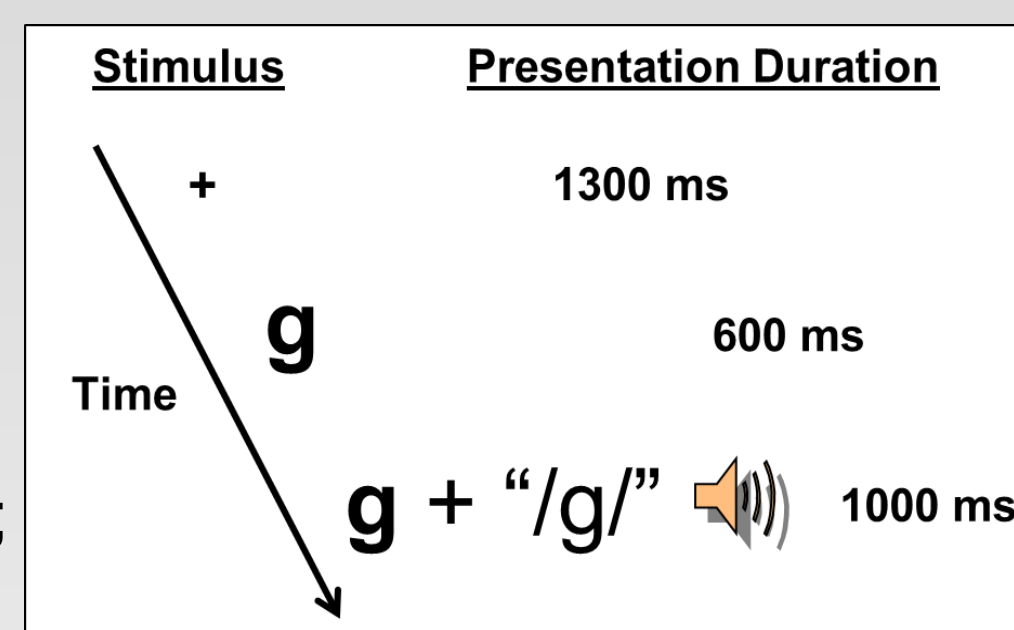 Stimulus Presentation Duration
+ 1300 ms
g 600 ms
Time
g + “/g/” 1000 ms